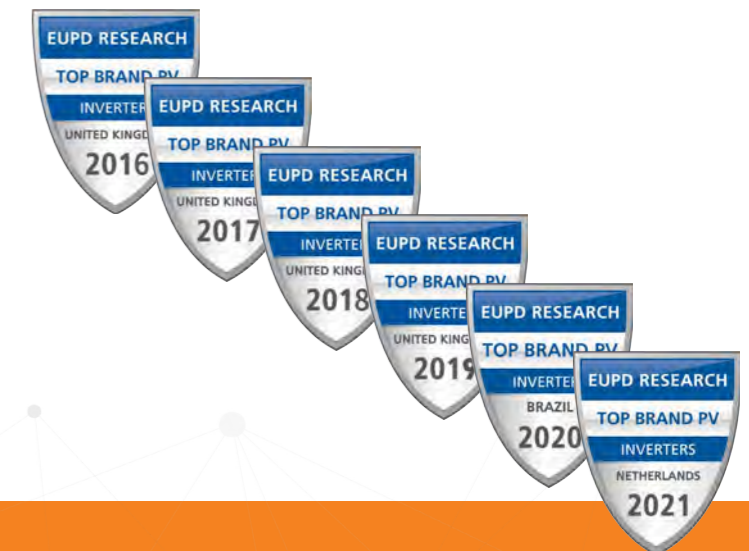 EUPD RESEARCH
TOP BRAND PV
INVERTER
UNITED KINGD
2016
EUPD RESEARCH
TOP BRAND PV
INVERTER
UNITED KINGD
2017
EUPD RESEARCH
TOP BRAND PV
INVERTE
UNITED KING
2018
EUPD RESEARCH
TOP BRAND PV
INVERTE
UNITED KING
2019
EUPD RESEARCH
TOP BRAND PV
INVERTE
BRAZIL
2020
EUPD RESEARCH
TOP BRAND PV
INVERTERS
NETHERLANDS
2021